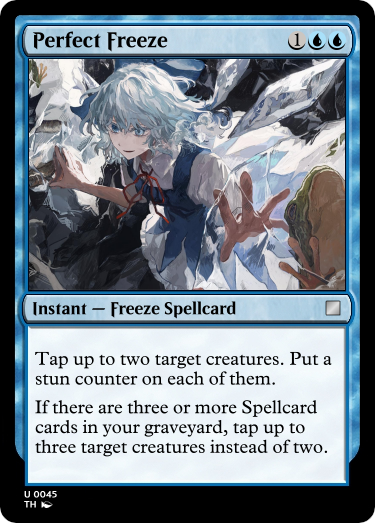 Perfect Freeze 1
Instant — Freeze Spellcard
Tap up to two target creatures. Put a
stun counter on each of them.
If there are three or more Spellcard
cards in your graveyard, tap up to
three target creatures instead of two.
U 0045
TH